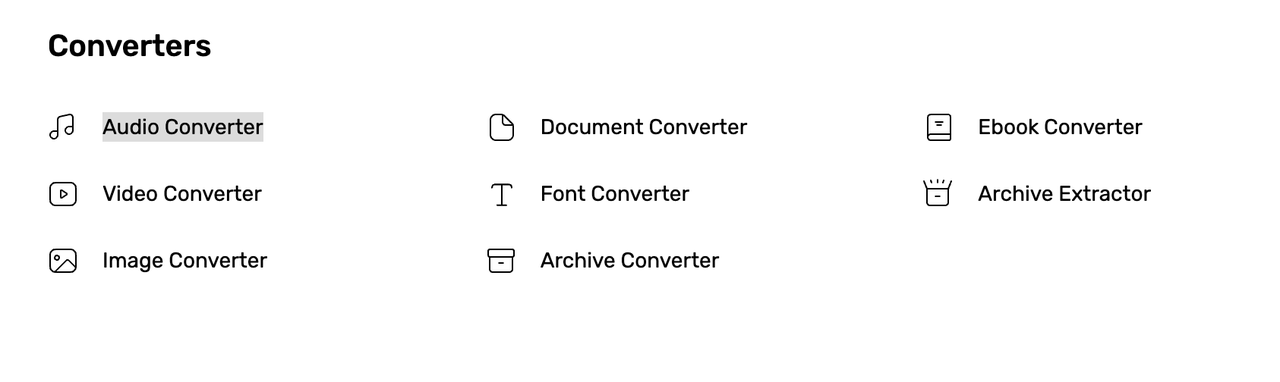 Converters
Audio Converter
Video Converter
Image Converter
Document Converter
Font Converter
Archive Converter
Ebook Converter
Archive Extractor